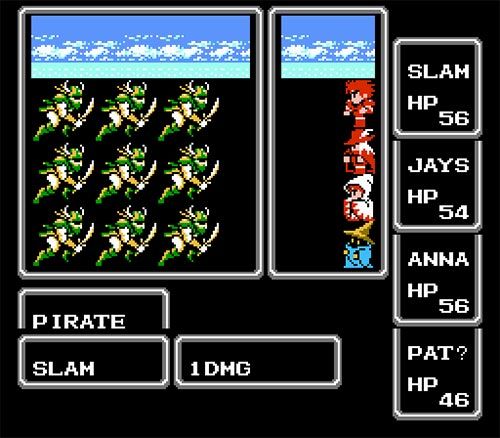 SLAM
HP
56
JAYS
HP
54
ANNA
HP
56
PAT?
HP
46
PIRATE
SLAM
1DMG